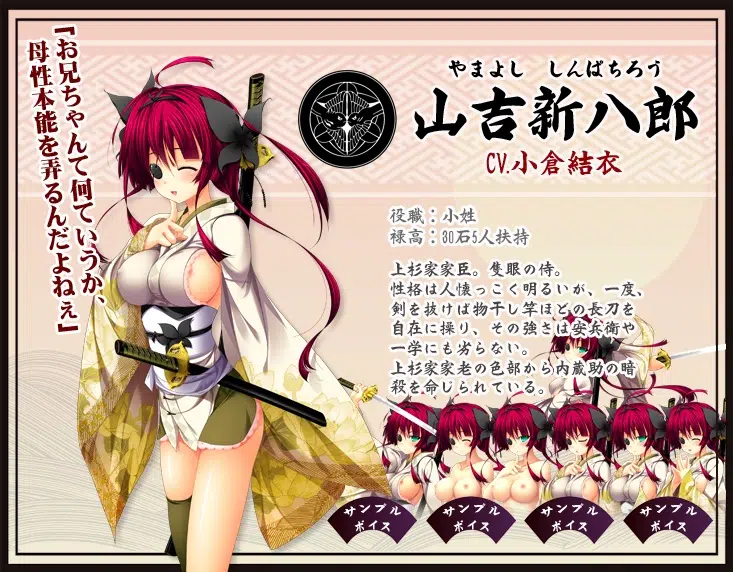 『お兄ちゃんて何ていうか、
母性本能を弄るんだよねぇ』
やまよし しんぱちろう
山吉新八郎
CV.小倉結衣
役職：小姓
禄高：30石5人扶持
上杉家家臣。隻眼の侍。
性格は人懐っこく明るいが、一度、
剣を抜けば物干し竿ほどの長刀を
自在に操り、その強さは安兵衛や
一学にも劣らない。
上杉家家老の色部から内蔵助の暗
殺を命じられている。
サンプル
ボイス
サンプル
ボイス
サンプル
ボイス
サンプル
ボイス